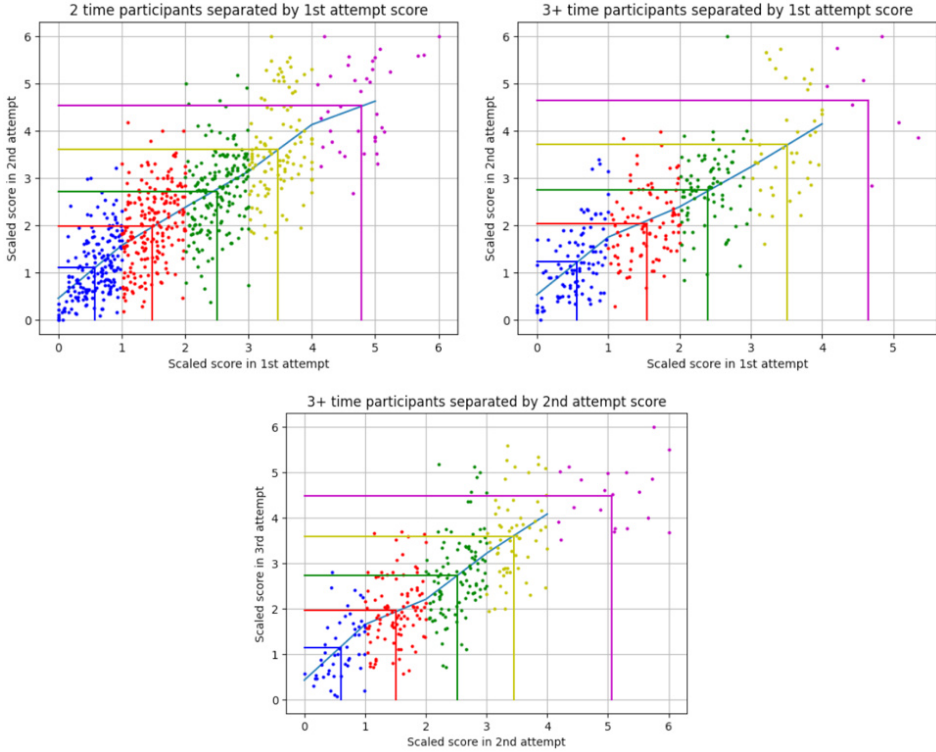 2 time participants separated by 1st attempt score
Scaled score in 2nd attempt
6
5
4
3
2
1
0
0 1 2 3 4 5 6
Scaled score in 1st attempt
3+ time participants separated by 1st attempt score
Scaled score in 2nd attempt
6
5
4
3
2
1
0
0 1 2 3 4 5
Scaled score in 1st attempt
3+ time participants separated by 2nd attempt score
Scaled score in 3rd attempt
6
5
4
3
2
1
0
0 1 2 3 4 5 6
Scaled score in 2nd attempt